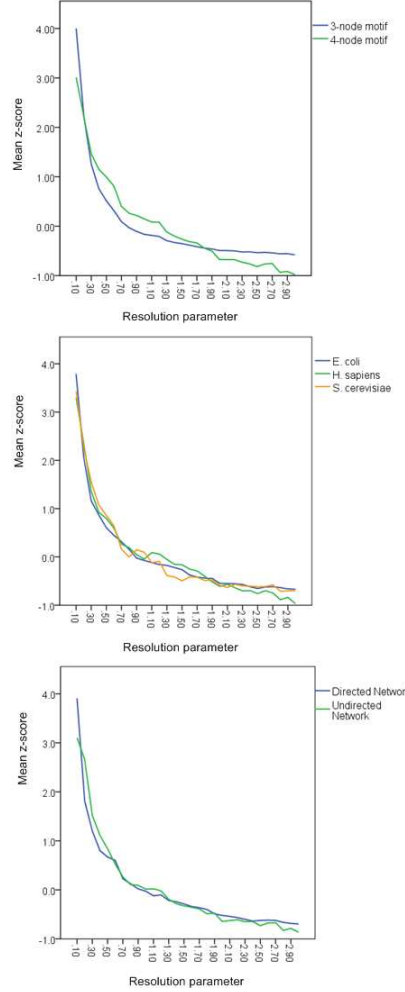 4.00
3.00
2.00
1.00
0.00
-1.00
Mean z-score
3-node motif
4-node motif
.10 .30 .50 .70 .90 1.10 1.30 1.50 1.70 1.90 2.10 2.30 2.50 2.70 2.90
Resolution parameter
4.0
3.0
2.0
1.0
0.0
-1.0
Mean z-score
E. coli
H. sapiens
S. cerevisiae
.10 .30 .50 .70 .90 1.10 1.30 1.50 1.70 1.90 2.10 2.30 2.50 2.70 2.90
Resolution parameter
4.0
3.0
2.0
1.0
0.0
-1.0
Mean z-score
Directed Networ
Undirected
Network
.10 .30 .50 .70 .90 1.10 1.30 1.50 1.70 1.90 2.10 2.30 2.50 2.70 2.90
Resolution parameter